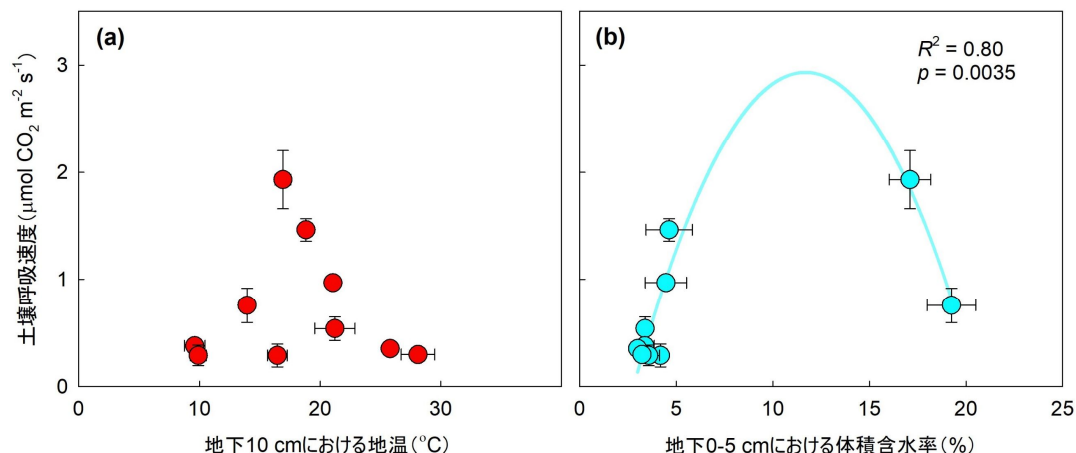 (a)
(b)
R² = 0.80
p = 0.0035
土壌呼吸速度(μmol CO₂ m⁻² s⁻¹)
3
2
1
0
0 10 20 30
0 5 10 15 20 25
地下10 cmにおける地温(°C)
地下0-5 cmにおける体積含水率(%)